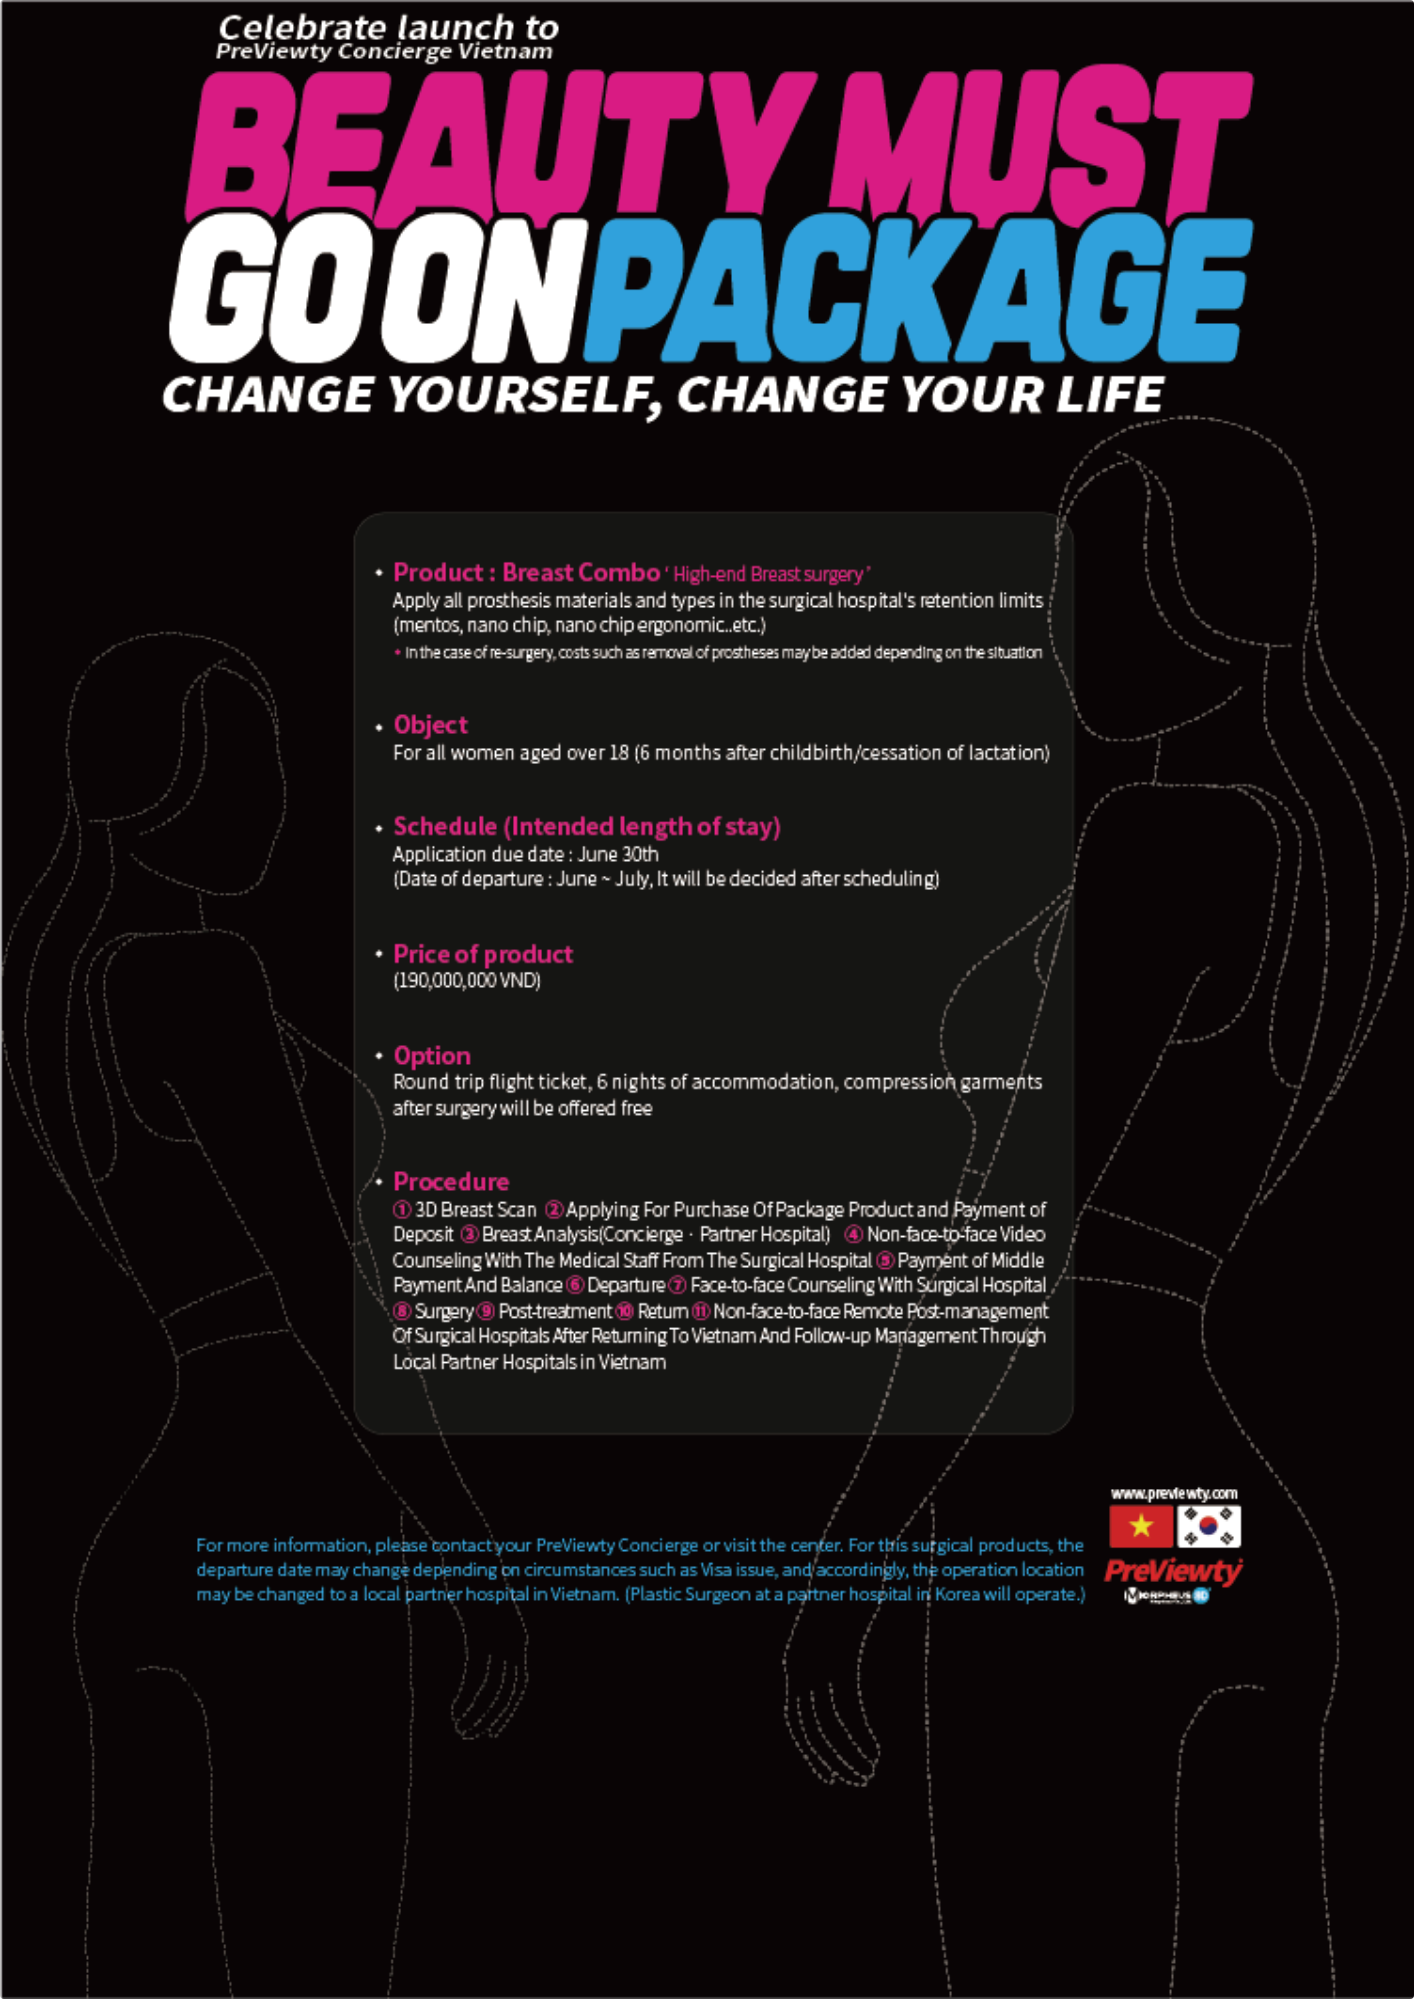 Celebrate launch to
PreViewty Concierge Vietnam
BEAUTY MUST
GO ON PACKAGE
CHANGE YOURSELF, CHANGE YOUR LIFE
• Product : Breast Combo ‘ High-end Breast surgery ’
Apply all prosthesis materials and types in the surgical hospital's retention limits
(mentos, nano chip, nano chip ergonomic..etc.)
• In the case of re-surgery, costs such as removal of prostheses may be added depending on the situation
• Object
For all women aged over 18 (6 months after childbirth/cessation of lactation)
• Schedule (Intended length of stay)
Application due date : June 30th
(Date of departure : June ~ July, It will be decided after scheduling)
• Price of product
(190,000,000 VND)
• Option
Round trip flight ticket, 6 nights of accommodation, compression garments
after surgery will be offered free
• Procedure
① 3D Breast Scan ② Applying For Purchase Of Package Product and Payment of
Deposit ③ Breast Analysis(Concierge · Partner Hospital) ④ Non-face-to-face Video
Counseling With The Medical Staff From The Surgical Hospital ⑤ Payment of Middle
Payment And Balance ⑥ Departure ⑦ Face-to-face Counseling With Surgical Hospital
⑧ Surgery ⑨ Post-treatment ⑩ Return ⑪ Non-face-to-face Remote Post-management
Of Surgical Hospitals After Returning To Vietnam And Follow-up Management Through
Local Partner Hospitals in Vietnam
www.previewty.com
For more information, please contact your PreViewty Concierge or visit the center. For this surgical products, the
departure date may change depending on circumstances such as Visa issue, and accordingly, the operation location
may be changed to a local partner hospital in Vietnam. (Plastic Surgeon at a partner hospital in Korea will operate.)
PreViewty
MORPHEUS 3D